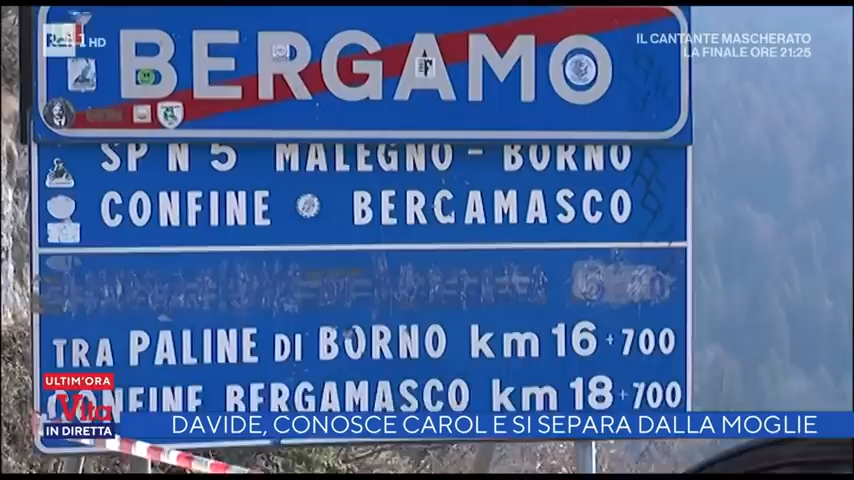 Rai 1 HD
IL CANTANTE MASCHERATO
LA FINALE ORE 21:25
BERGAMO
SP N 5 MALEGNO - BORNO
CONFINE BERGAMASCO
TRA PALINE DI BORNO km 16+700
CONFINE BERGAMASCO km 18+700
ULTIM'ORA
Vita
IN DIRETTA
DAVIDE, CONOSCE CAROL E SI SEPARA DALLA MOGLIE